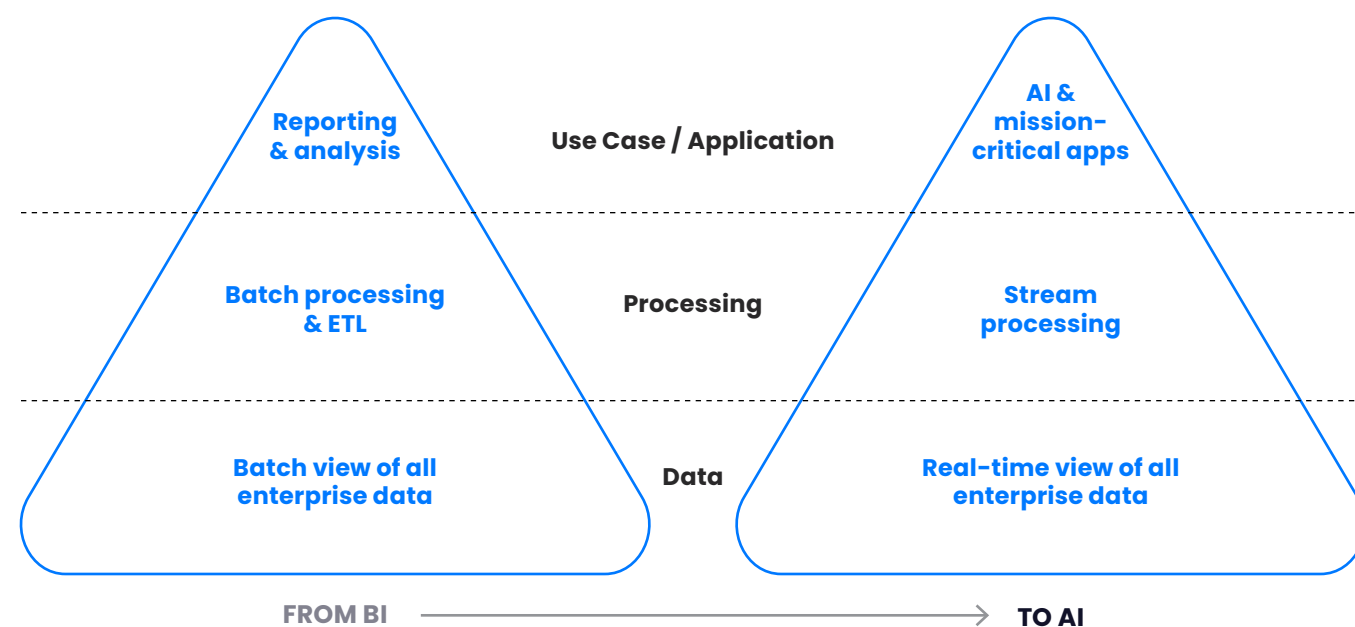 Reporting
& analysis
Use Case / Application
AI &
mission-
critical apps
Batch processing
& ETL
Processing
Stream
processing
Batch view of all
enterprise data
Data
Real-time view of all
enterprise data
FROM BI
TO AI